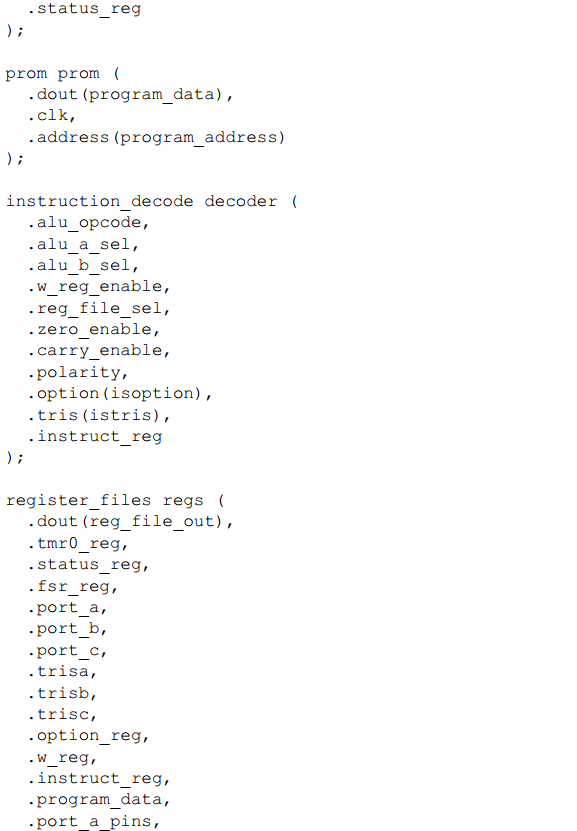 .status_reg
);

prom prom (
  .dout(program_data),
  .clk,
  .address(program_address)
);

instruction_decode decoder (
  .alu_opcode,
  .alu_a_sel,
  .alu_b_sel,
  .w_reg_enable,
  .reg_file_sel,
  .zero_enable,
  .carry_enable,
  .polarity,
  .option(isoption),
  .tris(istris),
  .instruct_reg
);

register_files regs (
  .dout(reg_file_out),
  .tmr0_reg,
  .status_reg,
  .fsr_reg,
  .port_a,
  .port_b,
  .port_c,
  .trisa,
  .trisb,
  .trisc,
  .option_reg,
  .w_reg,
  .instruct_reg,
  .program_data,
  .port_a_pins,